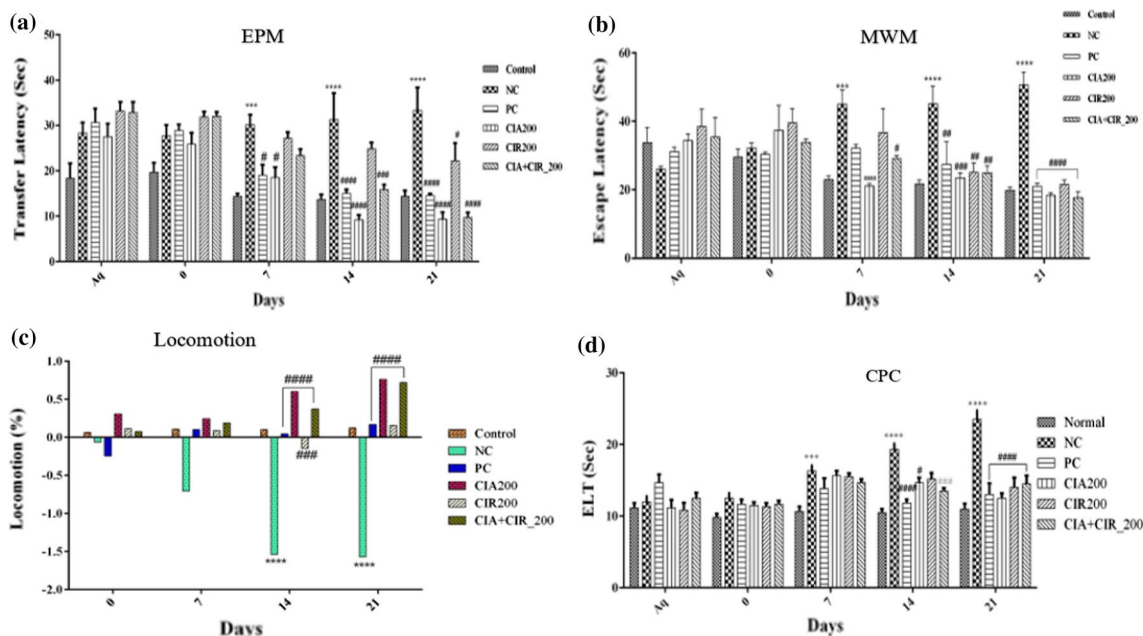 (a)
EPM
Transfer Latency (Sec)
40
30
20
10
0
***
#
#
****
####
####
###
****
####
####
#
####
Control
NC
PC
CIA200
CIR200
CIA+CIR_200
Aq
0
7
14
21
Days
(b)
MWM
Escape Latency (Sec)
60
40
20
0
***
####
#
****
##
###
##
##
****
####
Control
NC
PC
CIA200
CIR200
CIA+CIR_200
Aq
0
7
14
21
Days
(c)
Locomotion
Locomotion (%)
1.0
0.5
0.0
-0.5
-1.0
-1.5
-2.0
####
###
****
####
****
Control
NC
PC
CIA200
CIR200
CIA+CIR_200
0
7
14
21
Days
(d)
CPC
ELT (Sec)
30
20
10
0
***
****
####
#
###
****
####
Normal
NC
PC
CIA200
CIR200
CIA+CIR_200
Aq
0
7
14
21
Days